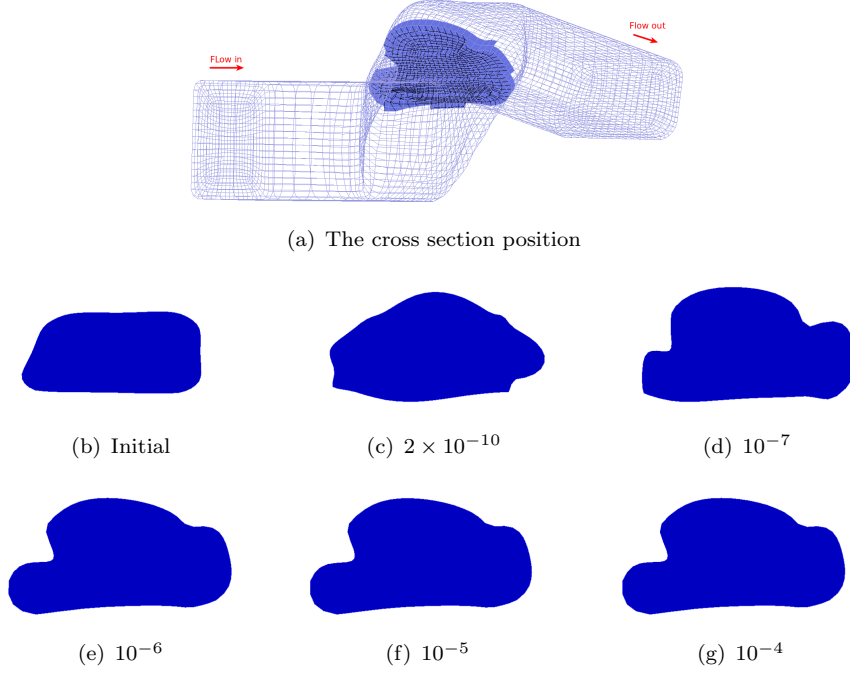 Flow out
FLow in
(a) The cross section position
(b) Initial
(c) 2 × 10⁻¹⁰
(d) 10⁻⁷
(e) 10⁻⁶
(f) 10⁻⁵
(g) 10⁻⁴